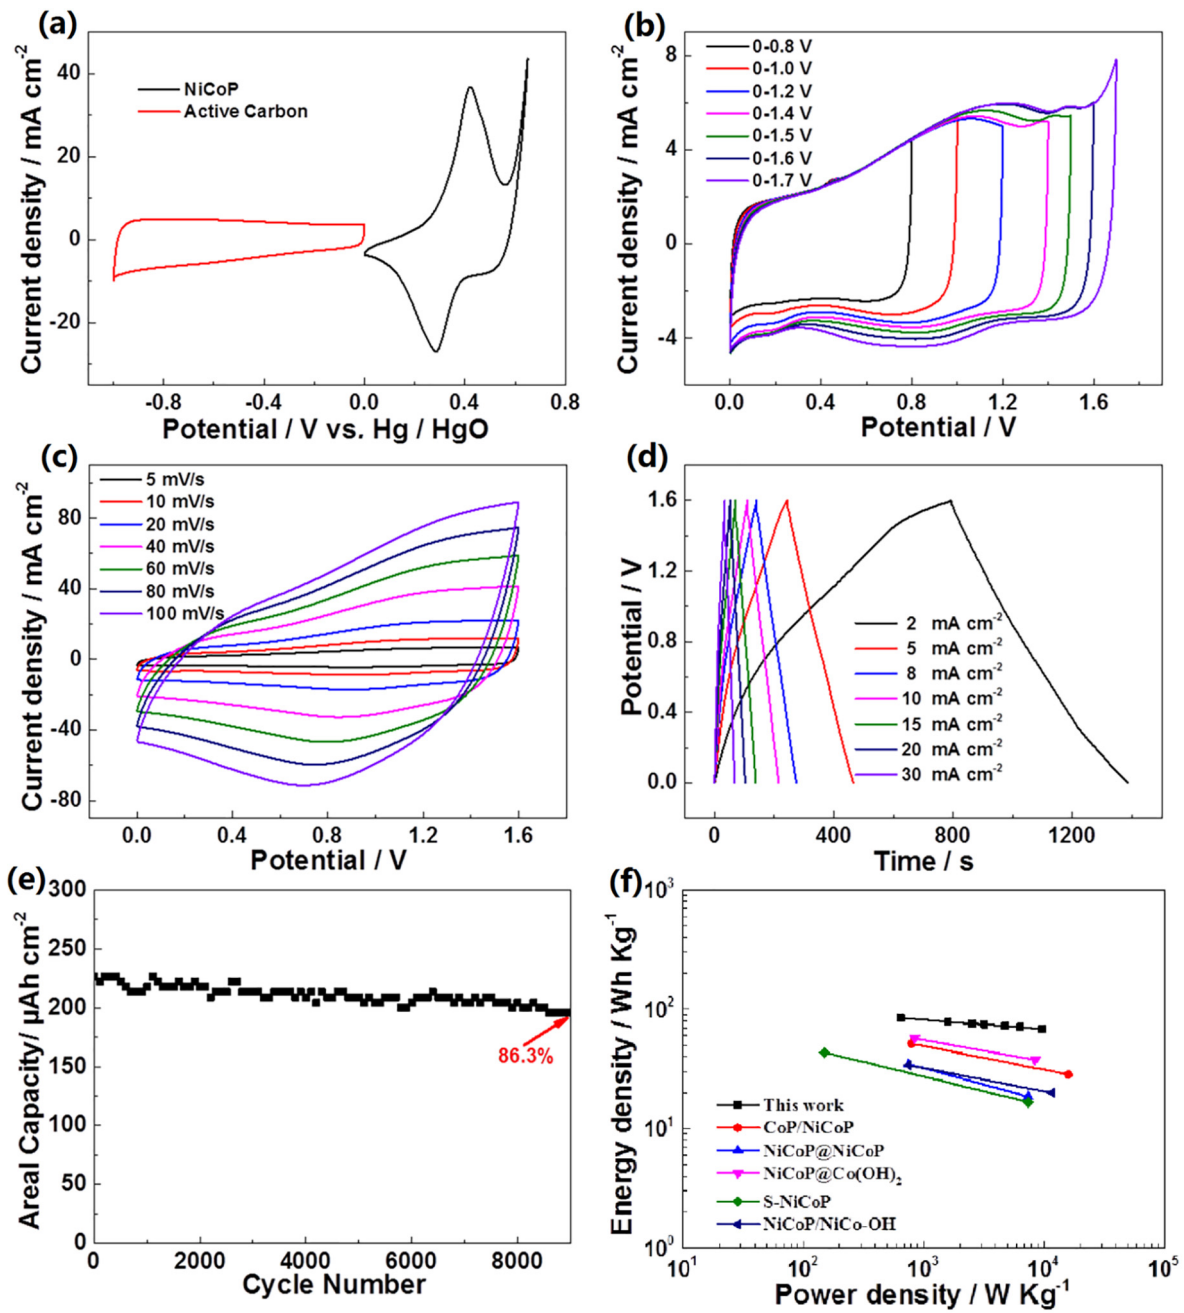 (a)
Current density / mA cm-2
40
20
0
-20
NiCoP
Active Carbon
-0.8
-0.4
0.0
0.4
0.8
Potential / V vs. Hg / HgO
(b)
Current density / mA cm-2
8
4
0
-4
0-0.8 V
0-1.0 V
0-1.2 V
0-1.4 V
0-1.5 V
0-1.6 V
0-1.7 V
0.0
0.4
0.8
1.2
1.6
Potential / V
(c)
Current density / mA cm-2
80
40
0
-40
-80
5 mV/s
10 mV/s
20 mV/s
40 mV/s
60 mV/s
80 mV/s
100 mV/s
0.0
0.4
0.8
1.2
1.6
Potential / V
(d)
Potential / V
1.6
1.2
0.8
0.4
0.0
2 mA cm-2
5 mA cm-2
8 mA cm-2
10 mA cm-2
15 mA cm-2
20 mA cm-2
30 mA cm-2
0
400
800
1200
Time / s
(e)
Areal Capacity/ μAh cm-2
300
250
200
150
100
50
0
86.3%
0
2000
4000
6000
8000
Cycle Number
(f)
Energy density / Wh Kg-1
103
102
101
100
This work
CoP/NiCoP
NiCoP@NiCoP
NiCoP@Co(OH)2
S-NiCoP
NiCoP/NiCo-OH
101
102
103
104
105
Power density / W Kg-1